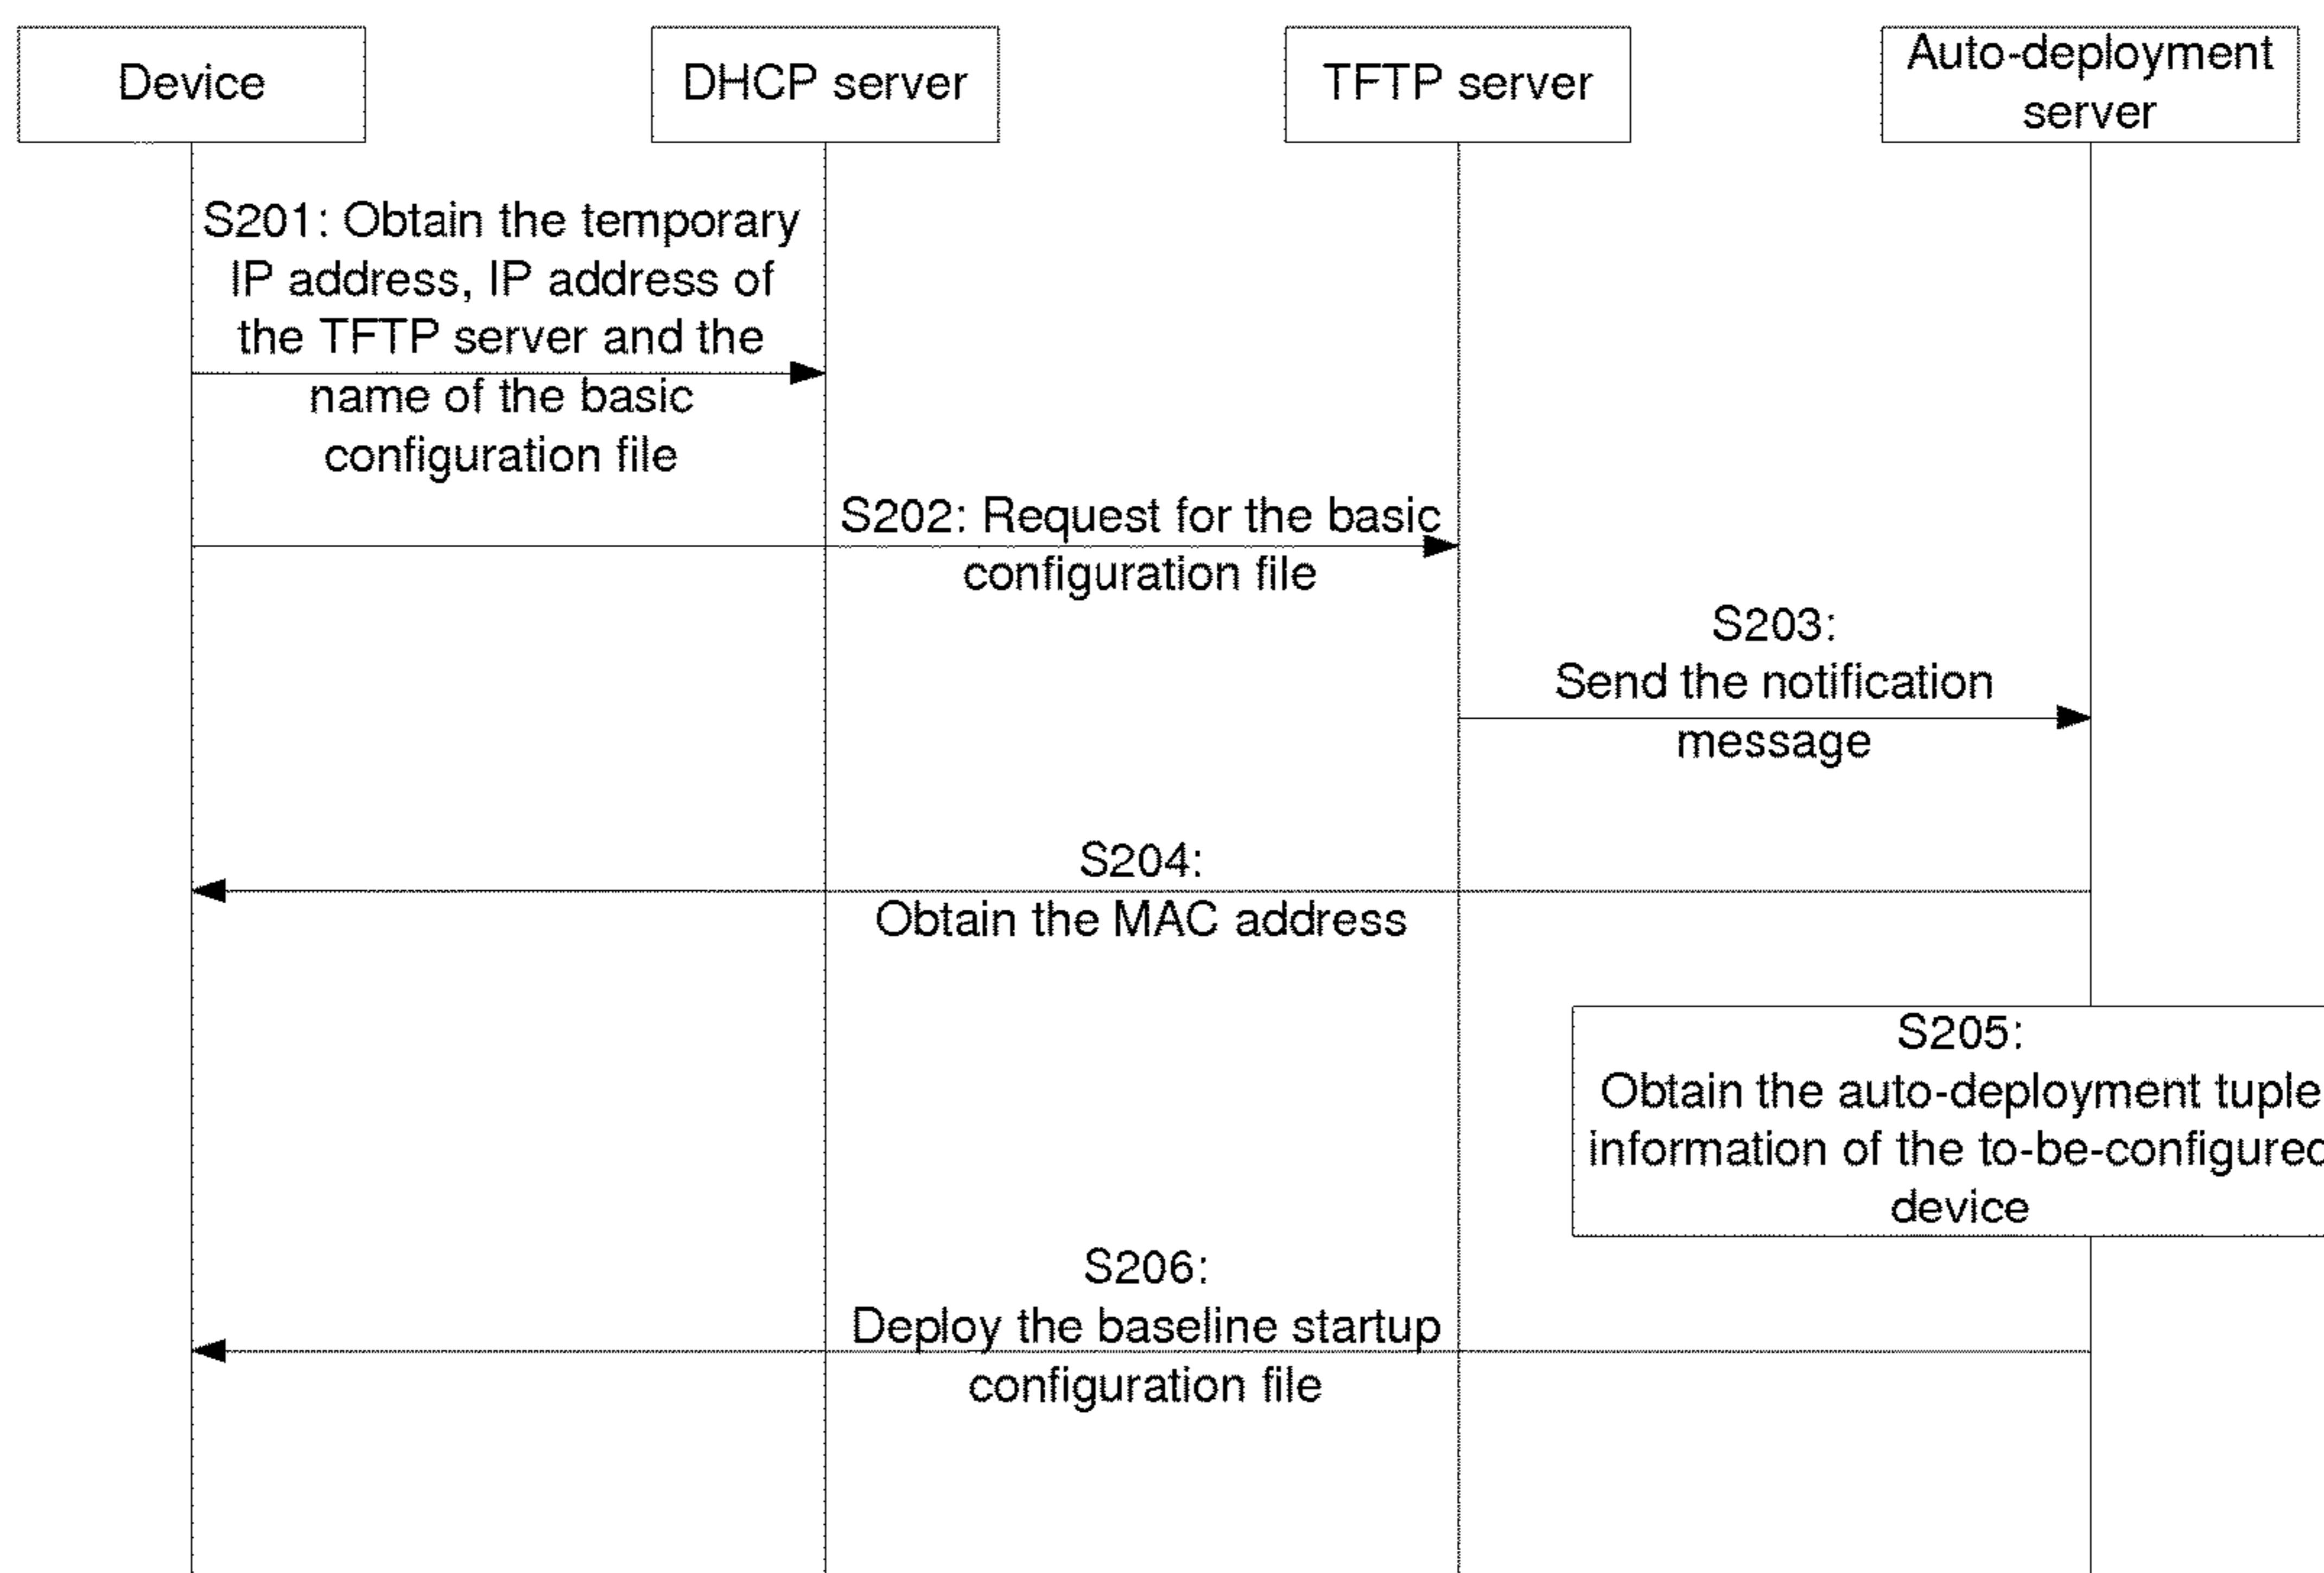 Device
DHCP server
TFTP server
Auto-deployment
server
S201: Obtain the temporary
IP address, IP address of
the TFTP server and the
name of the basic
configuration file
S202: Request for the basic
configuration file
S203:
Send the notification
message
S204:
Obtain the MAC address
S205:
Obtain the auto-deployment tuple
information of the to-be-configured
device
S206:
Deploy the baseline startup
configuration file